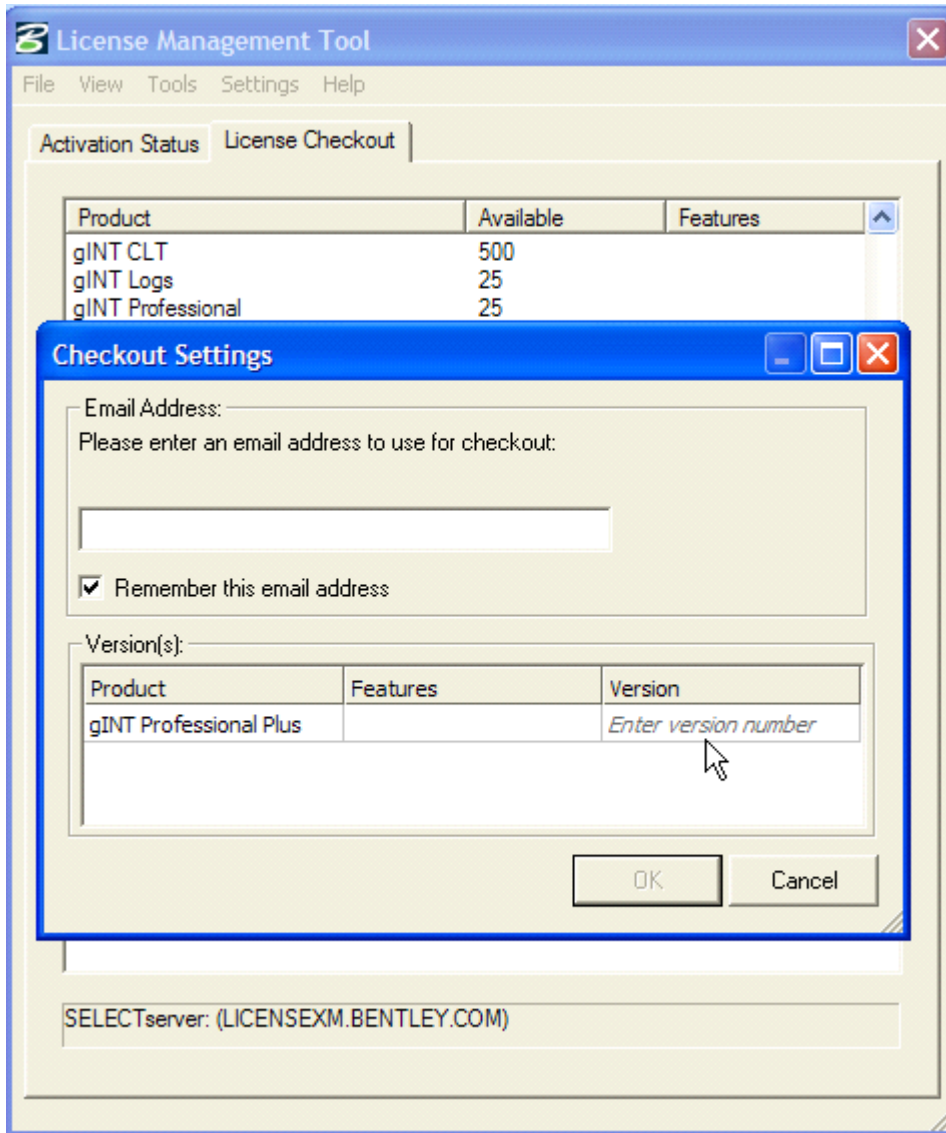 License Management Tool
File View Tools Settings Help
Activation Status License Checkout
Product Available Features
gINT CLT 500
gINT Logs 25
gINT Professional 25
Checkout Settings
Email Address:
Please enter an email address to use for checkout:
Remember this email address
Version(s):
Product Features Version
gINT Professional Plus Enter version number
OK Cancel
SELECTserver: (LICENSEXM.BENTLEY.COM)